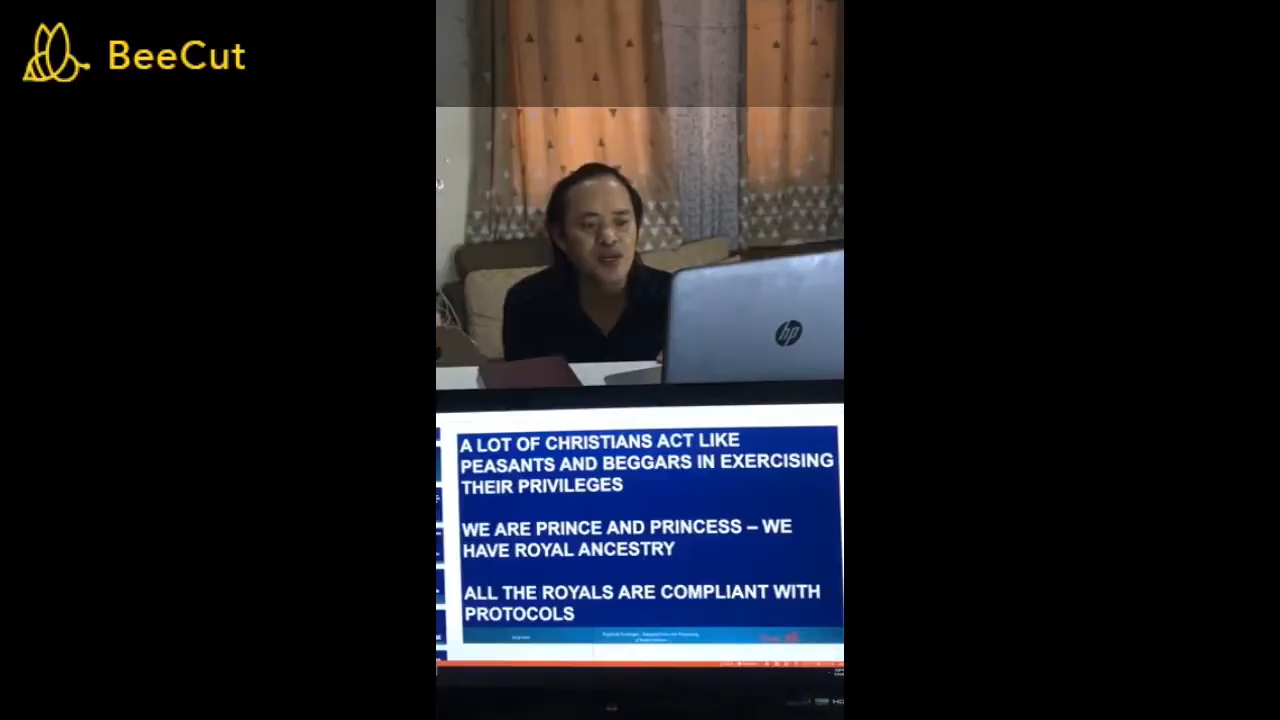 BeeCut
hp
A LOT OF CHRISTIANS ACT LIKE
PEASANTS AND BEGGARS IN EXERCISING
THEIR PRIVILEGES
WE ARE PRINCE AND PRINCESS – WE
HAVE ROYAL ANCESTRY
ALL THE ROYALS ARE COMPLIANT WITH
PROTOCOLS